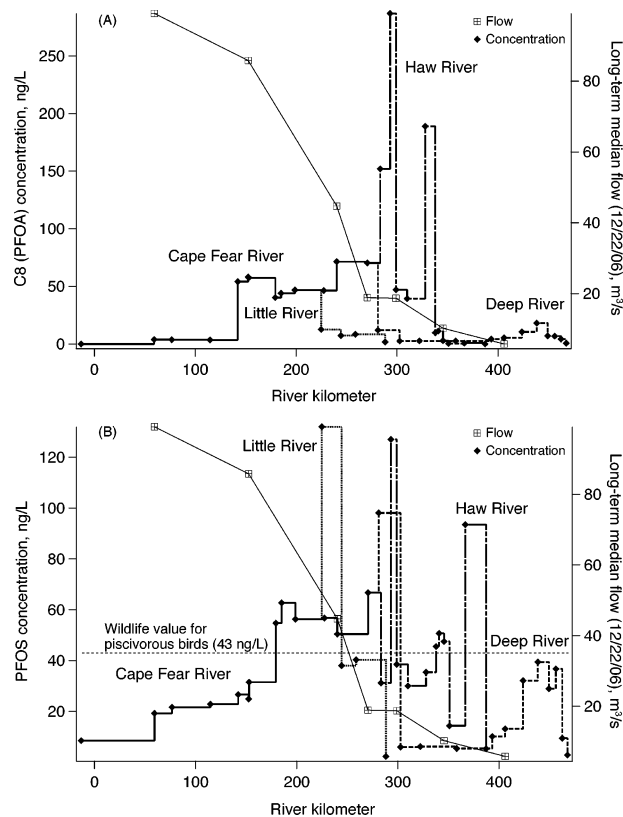 (A)
Flow
Concentration
250
200
150
100
50
0
C8 (PFOA) concentration, ng/L
80
60
40
20
Long-term median flow (12/22/06), m³/s
Haw River
Cape Fear River
Little River
Deep River
0
100
200
300
400
River kilometer
(B)
Flow
Concentration
120
100
80
60
40
20
PFOS concentration, ng/L
80
60
40
20
Long-term median flow (12/22/06), m³/s
Little River
Haw River
Wildlife value for
piscivorous birds (43 ng/L)
Deep River
Cape Fear River
0
100
200
300
400
River kilometer